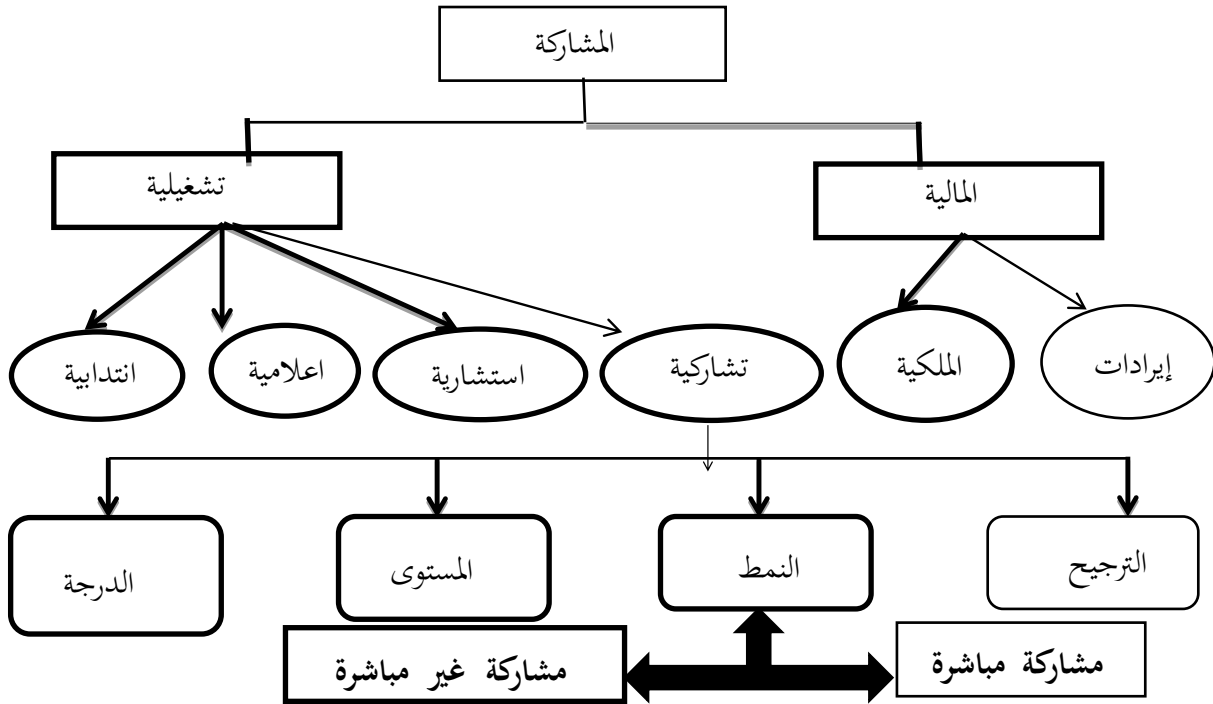 المشاركة
المالية
تشغيلية
إيرادات
الملكية
تشاركية
استشارية
اعلامية
انتدابية
الترجيح
النمط
المستوى
الدرجة
مشاركة مباشرة
مشاركة غير مباشرة